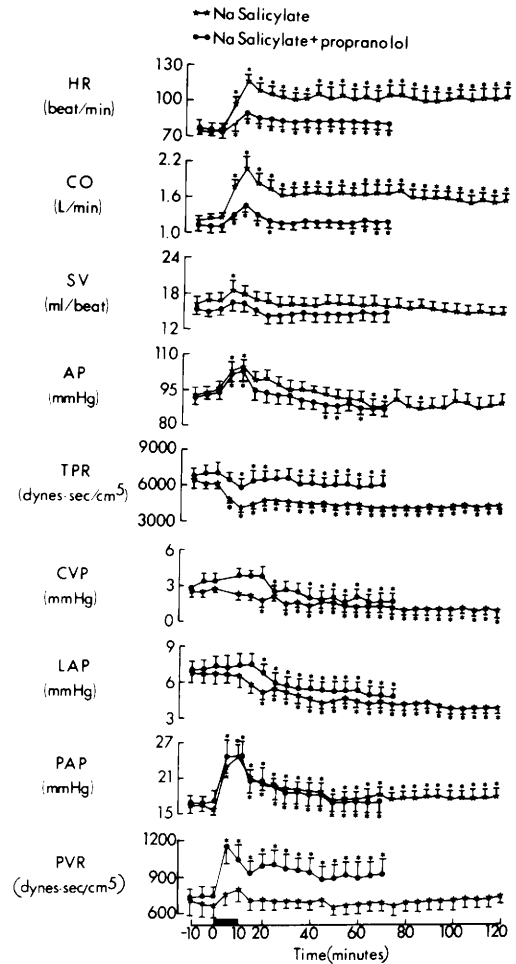 Na Salicylate
Na Salicylate + propranolol
HR
(beat/min)
130
100
70
CO
(L/min)
2.2
1.6
1.0
SV
(ml/beat)
24
18
12
AP
(mmHg)
110
95
80
TPR
(dynes·sec/cm5)
9000
6000
3000
CVP
(mmHg)
6
3
0
LAP
(mmHg)
9
6
3
PAP
(mmHg)
27
21
15
PVR
(dynes·sec/cm5)
1200
900
600
-10 0 10 20 40 60 80 100 120
Time(minutes)